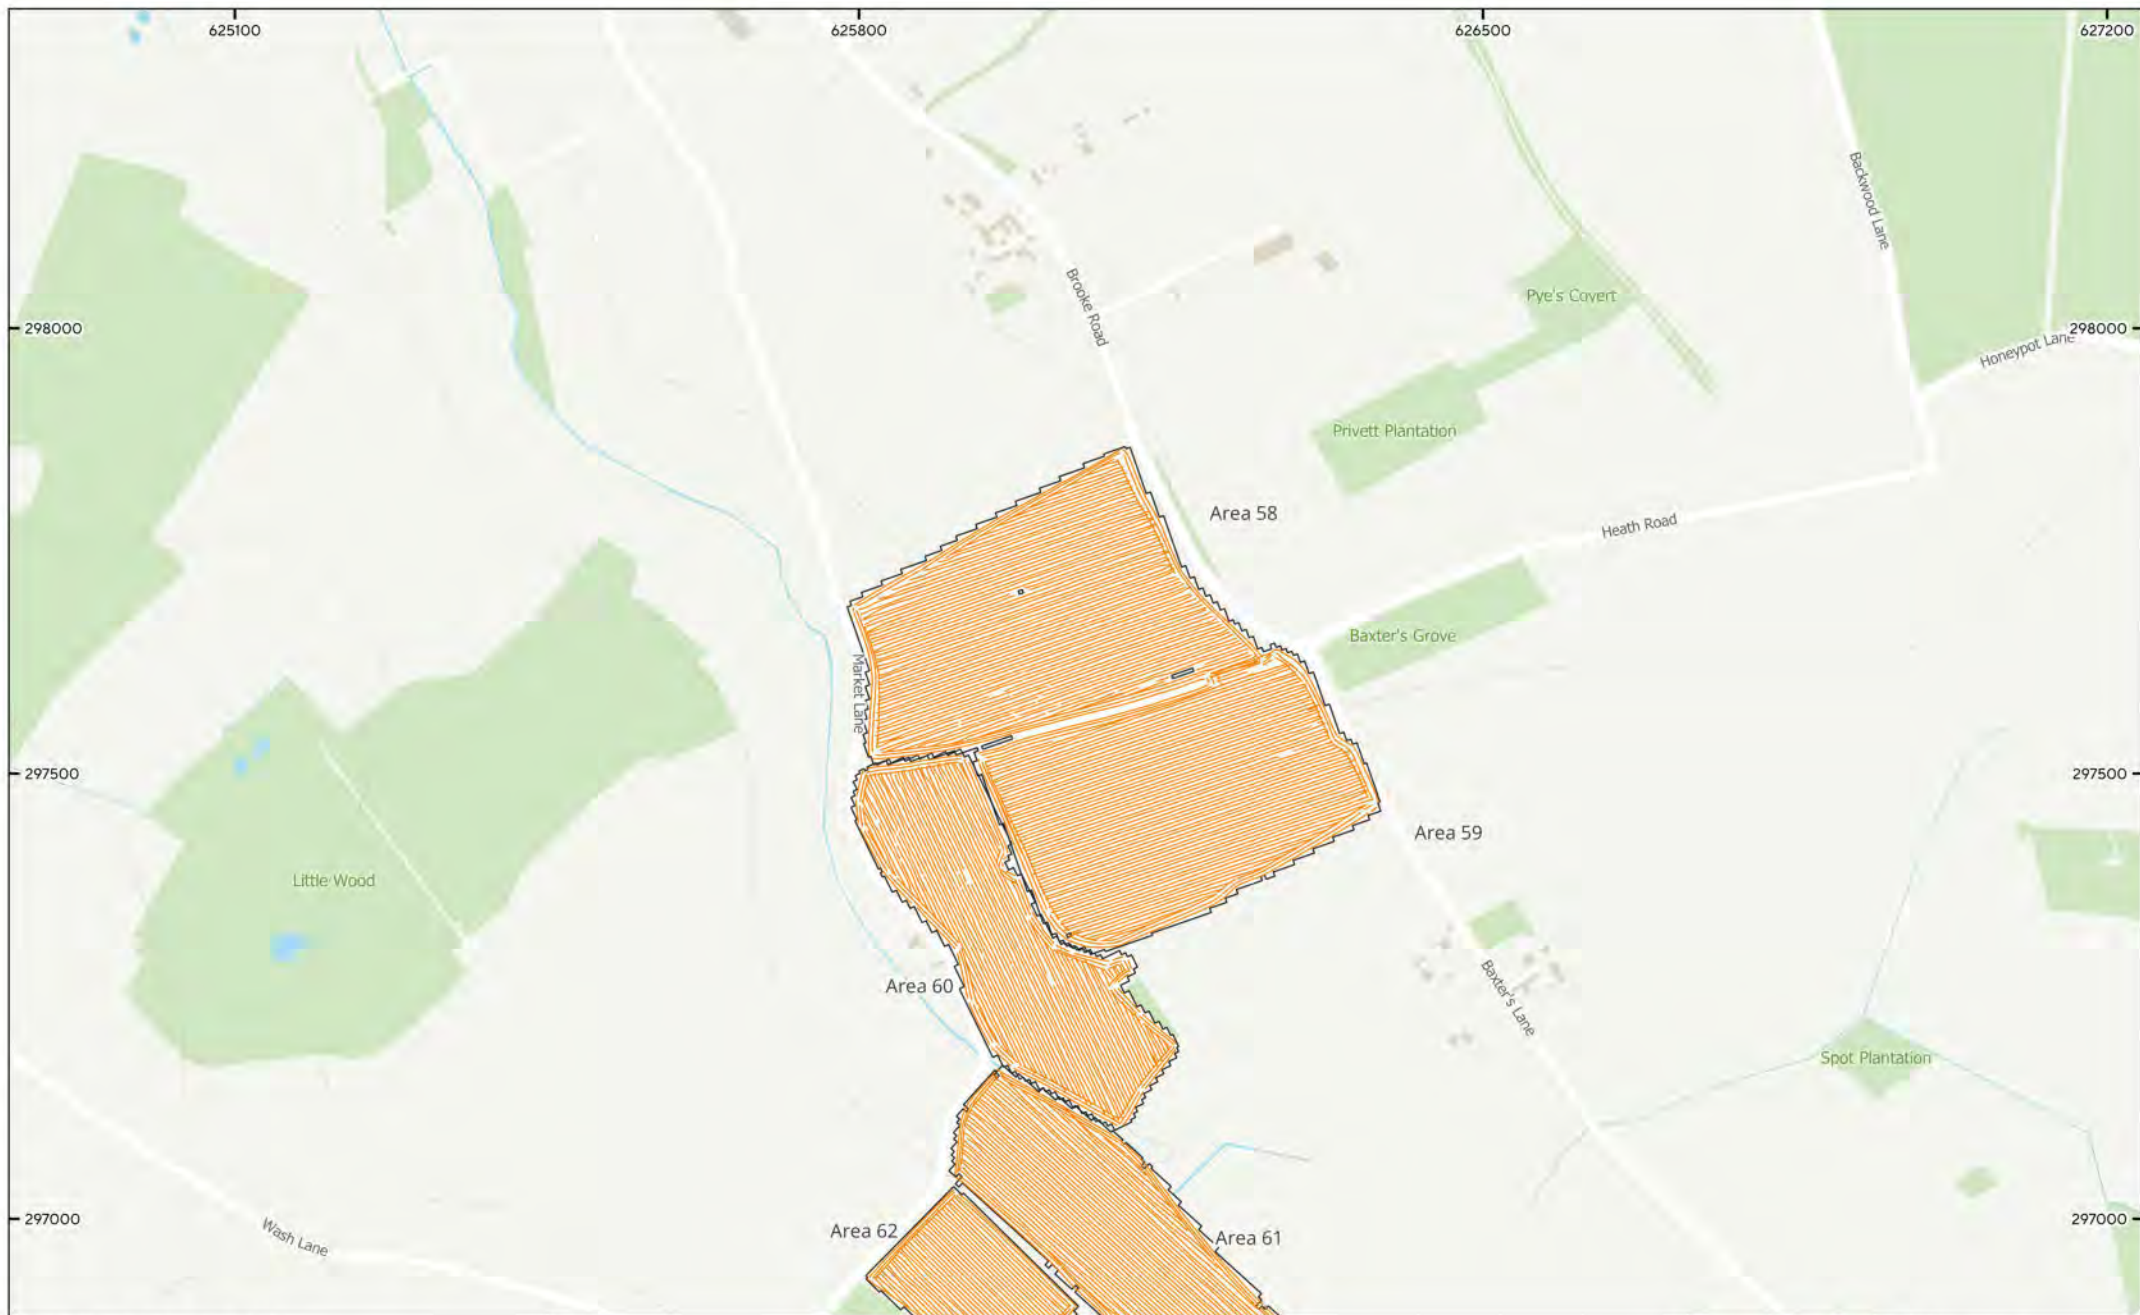 625100
625800
626500
627200
Backwood Lane
Brooke Road
Pye's Covert
298000
298000
Honeypot Lane
Privett Plantation
Area 58
Heath Road
Baxter's Grove
Market Lane
297500
297500
Area 59
Little Wood
Area 60
Baxter's Lane
Spot Plantation
297000
297000
Wash Lane
Area 62
Area 61